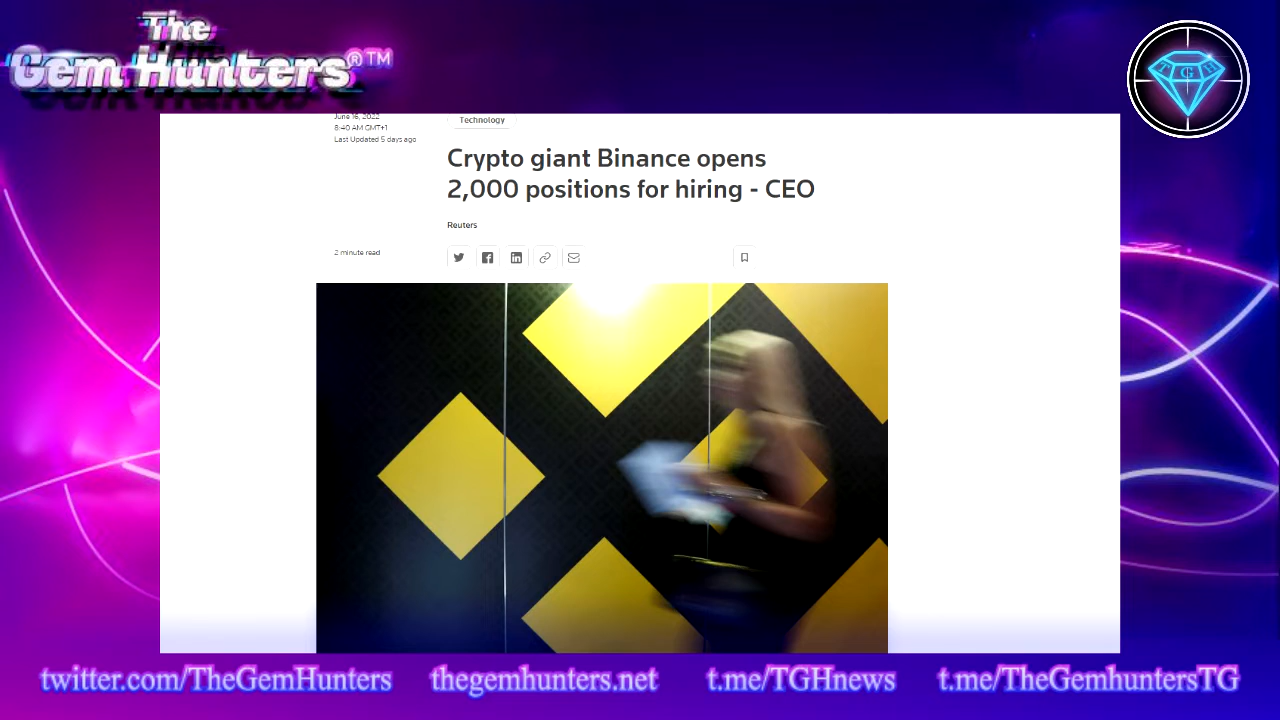 The
Gem Hunters®™
T G H
June 16, 2022
8:40 AM GMT+1
Last Updated 5 days ago
Technology
Crypto giant Binance opens
2,000 positions for hiring - CEO
Reuters
2 minute read
twitter.com/TheGemHunters thegemhunters.net t.me/TGHnews t.me/TheGemhuntersTG